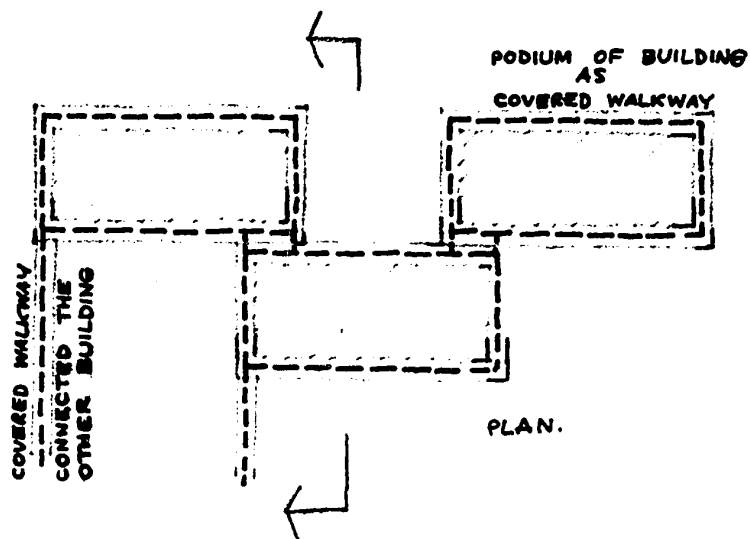 PODIUM OF BUILDING
AS
COVERED WALKWAY
COVERED WALKWAY
CONNECTED THE
OTHER BUILDING
PLAN.